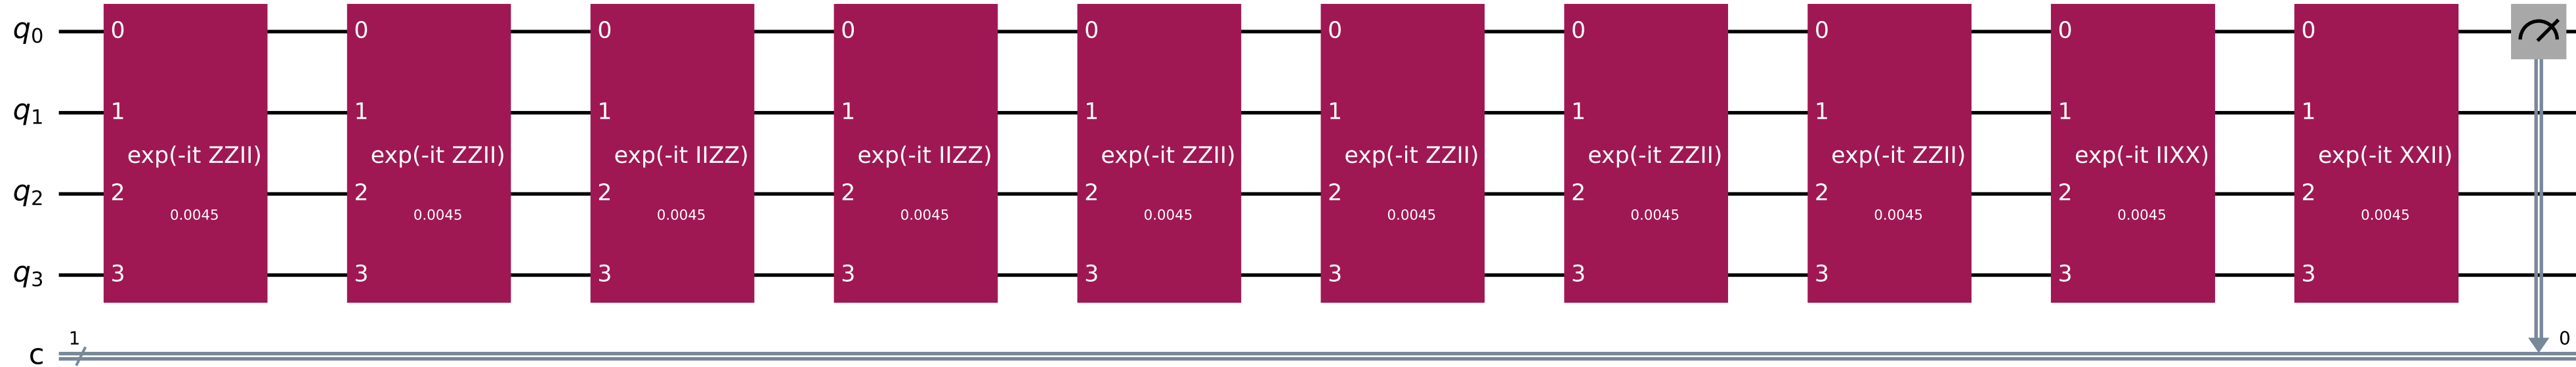 q0 0 0 0 0 0 0 0 0 0 0
q1 1 1 1 1 1 1 1 1 1 1
exp(-it ZZII) exp(-it ZZII) exp(-it IIZZ) exp(-it IIZZ) exp(-it ZZII) exp(-it ZZII) exp(-it ZZII) exp(-it ZZII) exp(-it IIXX) exp(-it XXII)
q2 2 2 2 2 2 2 2 2 2 2
0.0045 0.0045 0.0045 0.0045 0.0045 0.0045 0.0045 0.0045 0.0045 0.0045
q3 3 3 3 3 3 3 3 3 3 3
1 0
c